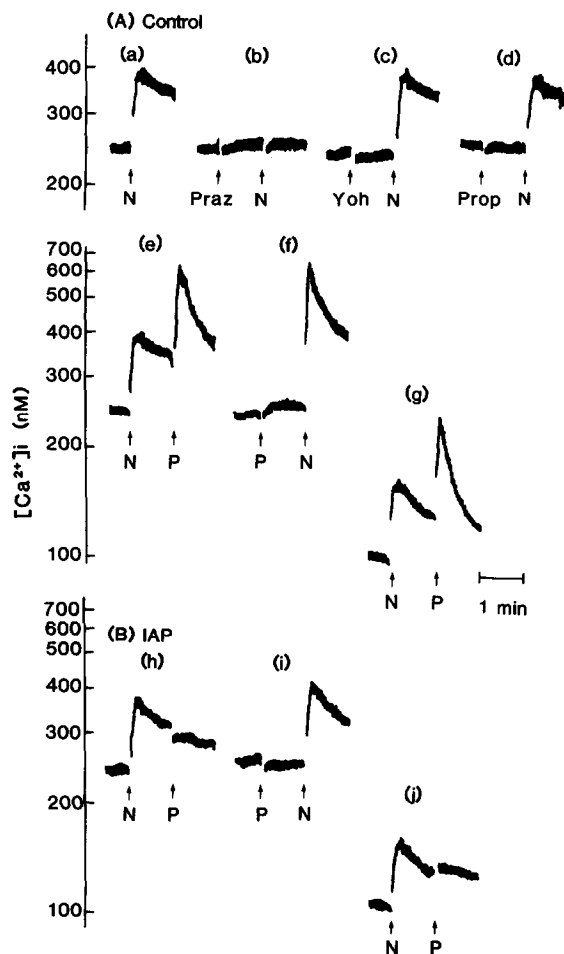 (A) Control
(a) (b) (c) (d)
400
300
200
N Praz N Yoh N Prop N
(e) (f)
700
600
500
400
300
200
100
N P P N
(g)
N P
1 min
[Ca²⁺]i (nM)
(B) IAP
(h) (i)
700
600
500
400
300
200
100
N P P N
(j)
N P